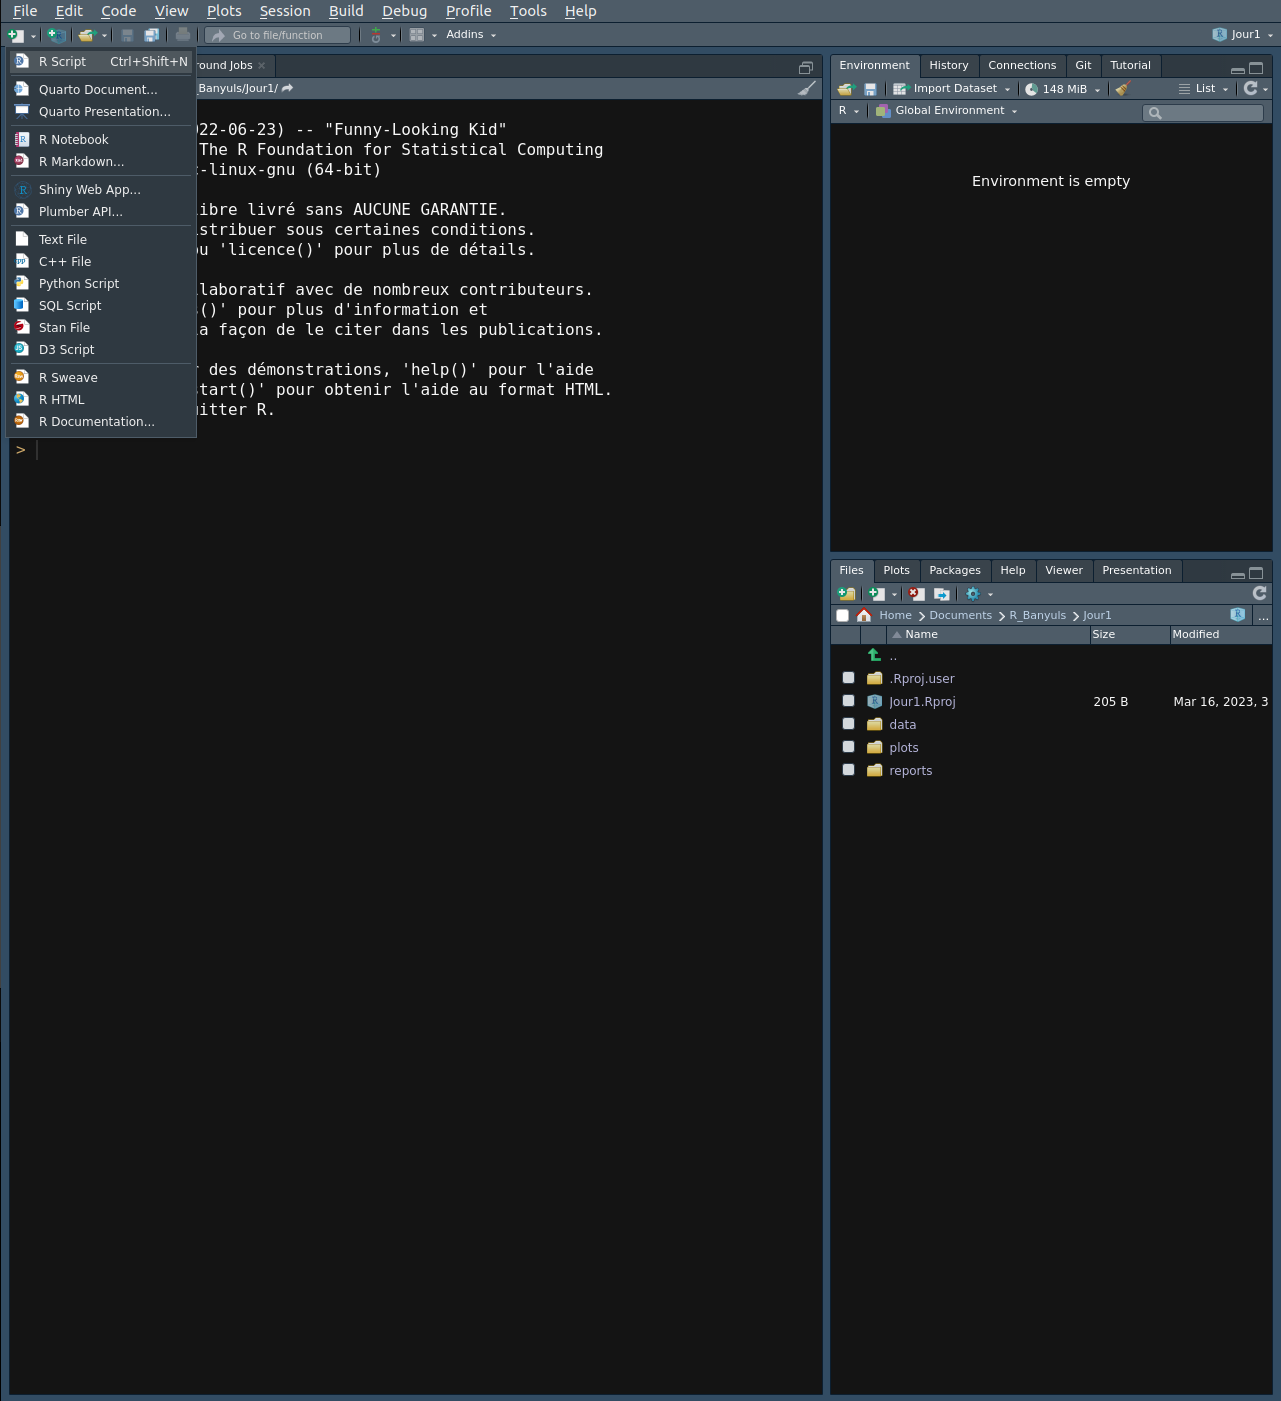 File Edit Code View Plots Session Build Debug Profile Tools Help
Go to file/function Addins Jour1
R Script Ctrl+Shift+N
Quarto Document...
Quarto Presentation...
R Notebook
R Markdown...
Shiny Web App...
Plumber API...
Text File
C++ File
Python Script
SQL Script
Stan File
D3 Script
R Sweave
R HTML
R Documentation...
round Jobs
_Banyuls/Jour1/
022-06-23) -- "Funny-Looking Kid"
The R Foundation for Statistical Computing
-linux-gnu (64-bit)
ibre livré sans AUCUNE GARANTIE.
stribuer sous certaines conditions.
ou 'licence()' pour plus de détails.
llaboratif avec de nombreux contributeurs.
s()' pour plus d'information et
la façon de le citer dans les publications.
r des démonstrations, 'help()' pour l'aide
start()' pour obtenir l'aide au format HTML.
uitter R.
>
Environment History Connections Git Tutorial
Import Dataset 148 MiB List
R Global Environment
Environment is empty
Files Plots Packages Help Viewer Presentation
Home Documents R_Banyuls Jour1 ...
Name Size Modified
..
.Rproj.user
Jour1.Rproj 205 B Mar 16, 2023, 3
data
plots
reports